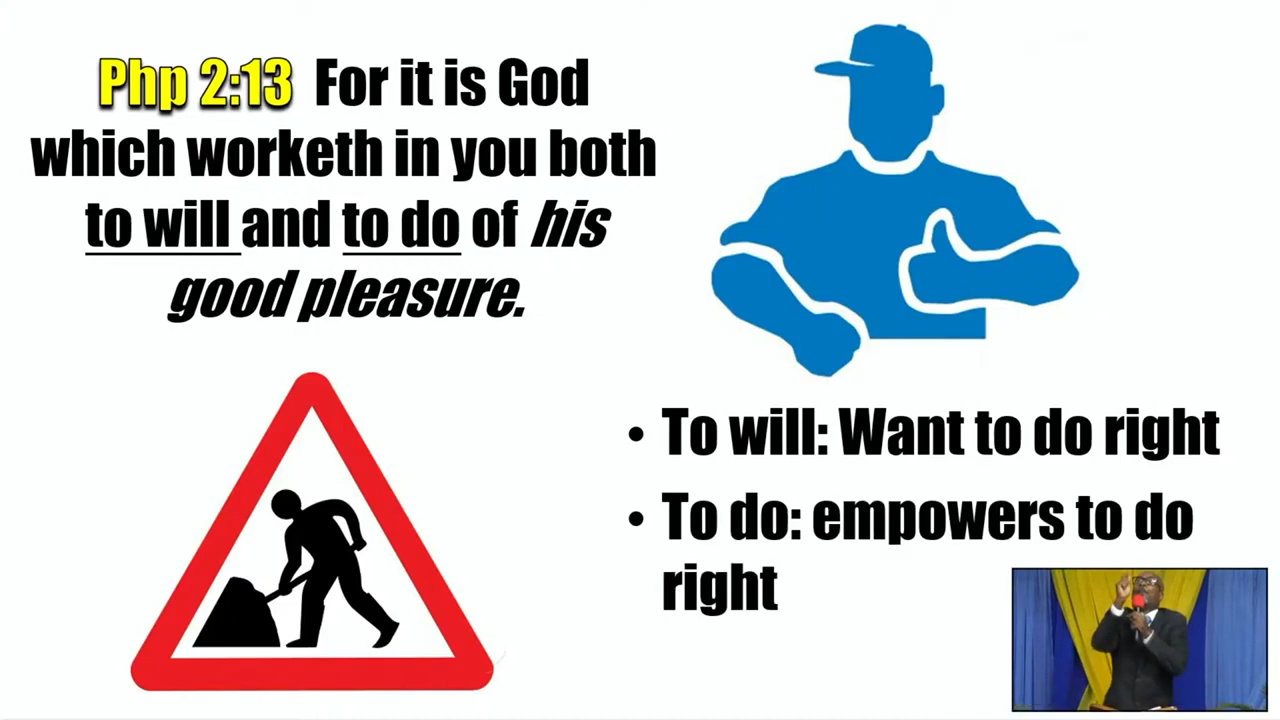 Php 2:13 For it is God
which worketh in you both
to will and to do of his
good pleasure.
• To will: Want to do right
• To do: empowers to do
right